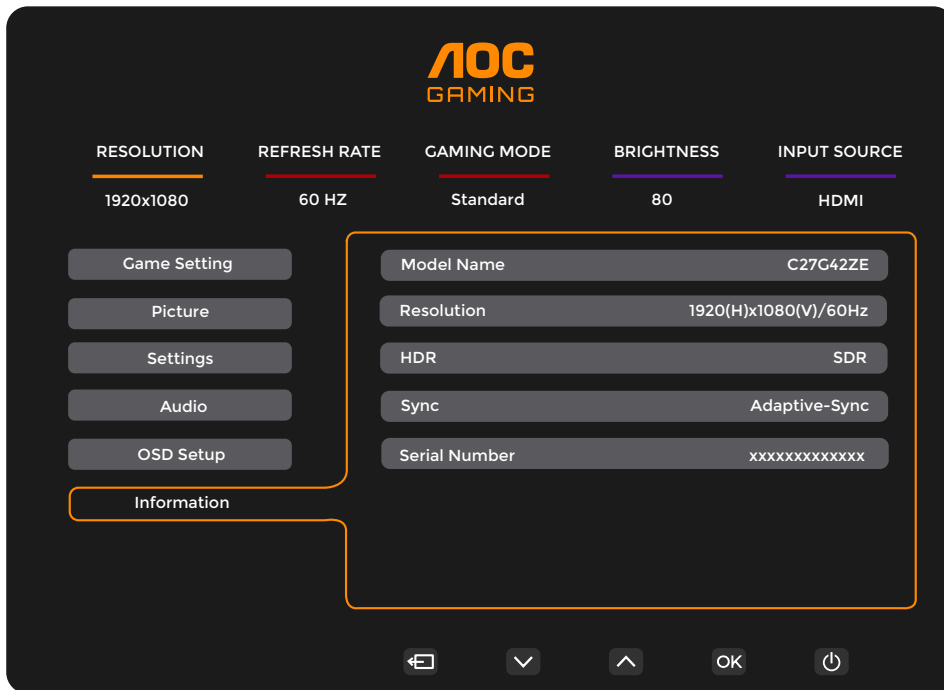 AOC
GAMING
RESOLUTION REFRESH RATE GAMING MODE BRIGHTNESS INPUT SOURCE
1920x1080 60 HZ Standard 80 HDMI
Game Setting
Picture
Settings
Audio
OSD Setup
Information
Model Name C27G42ZE
Resolution 1920(H)x1080(V)/60Hz
HDR SDR
Sync Adaptive-Sync
Serial Number xxxxxxxxxxxxx
OK